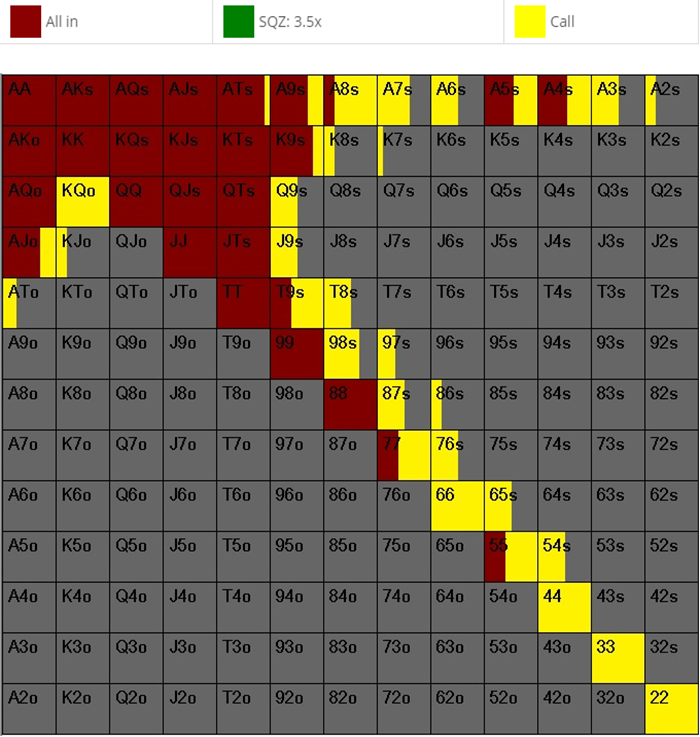 All in SQZ: 3.5x Call
AA AKs AQs AJs ATs A9s A8s A7s A6s A5s A4s A3s A2s
AKo KK KQs KJs KTs K9s K8s K7s K6s K5s K4s K3s K2s
AQo KQo QQ QJs QTs Q9s Q8s Q7s Q6s Q5s Q4s Q3s Q2s
AJo KJo QJo JJ JTs J9s J8s J7s J6s J5s J4s J3s J2s
ATo KTo QTo JTo TT T9s T8s T7s T6s T5s T4s T3s T2s
A9o K9o Q9o J9o T9o 99 98s 97s 96s 95s 94s 93s 92s
A8o K8o Q8o J8o T8o 98o 88 87s 86s 85s 84s 83s 82s
A7o K7o Q7o J7o T7o 97o 87o 77 76s 75s 74s 73s 72s
A6o K6o Q6o J6o T6o 96o 86o 76o 66 65s 64s 63s 62s
A5o K5o Q5o J5o T5o 95o 85o 75o 65o 55 54s 53s 52s
A4o K4o Q4o J4o T4o 94o 84o 74o 64o 54o 44 43s 42s
A3o K3o Q3o J3o T3o 93o 83o 73o 63o 53o 43o 33 32s
A2o K2o Q2o J2o T2o 92o 82o 72o 62o 52o 42o 32o 22